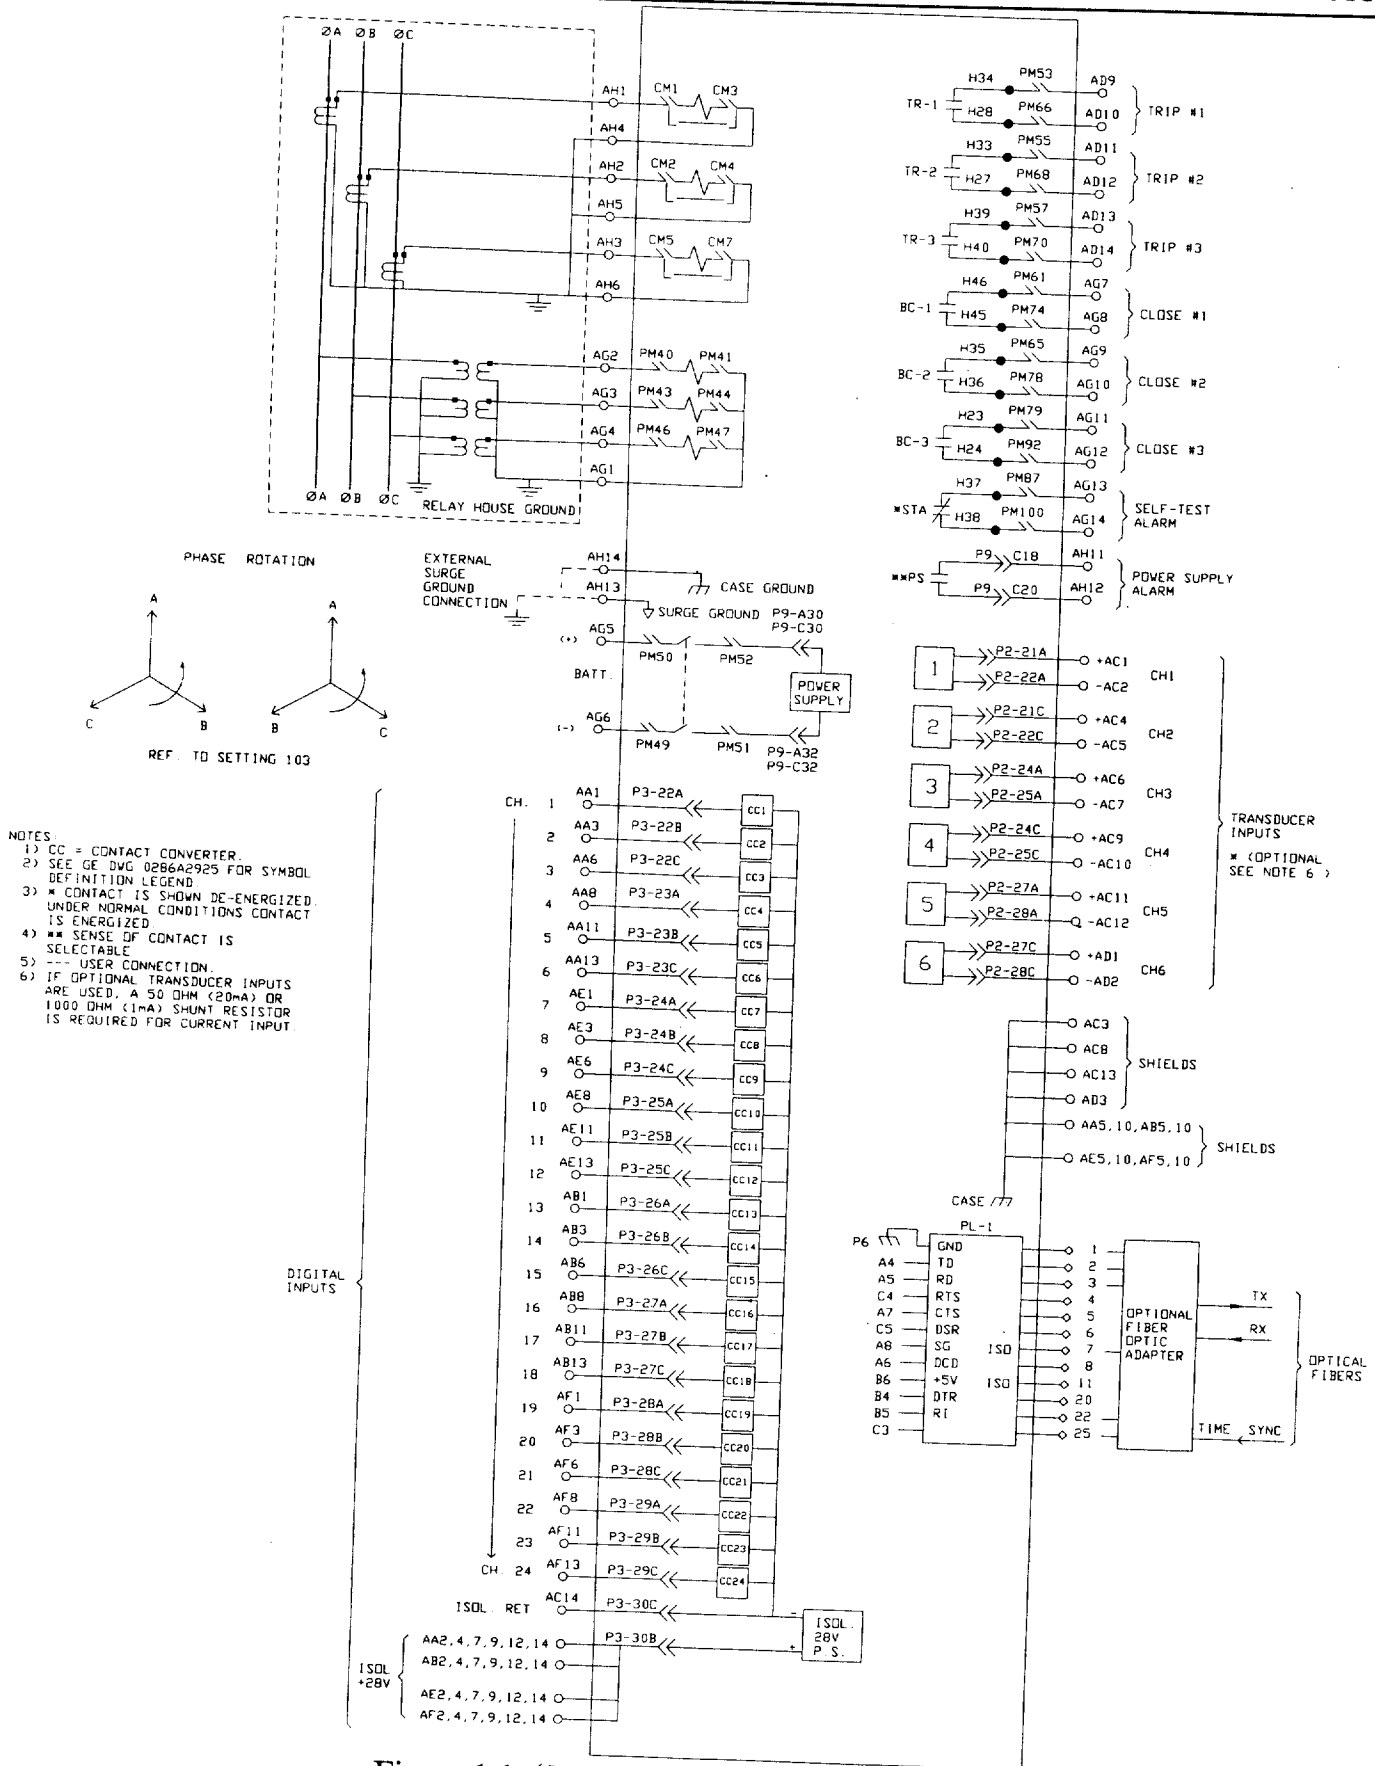 ØA ØB ØC
AH1 CM1 CM3
AH4
AH2 CM2 CM4
AH5
AH3 CM5 CM7
AH6
AG2 PM40 PM41
AG3 PM43 PM44
AG4 PM46 PM47
AG1
ØA ØB ØC
RELAY HOUSE GROUND
TR-1 H34 PM53 AD9
H28 PM66 AD10
TRIP #1
TR-2 H33 PM55 AD11
H27 PM68 AD12
TRIP #2
TR-3 H39 PM57 AD13
H40 PM70 AD14
TRIP #3
BC-1 H46 PM61 AG7
H45 PM74 AG8
CLOSE #1
BC-2 H35 PM65 AG9
H36 PM78 AG10
CLOSE #2
BC-3 H23 PM79 AG11
H24 PM92 AG12
CLOSE #3
*STA H37 PM87 AG13
H38 PM100 AG14
SELF-TEST
ALARM
**PS P9 C18 AH11
P9 C20 AH12
POWER SUPPLY
ALARM
PHASE ROTATION
A
C
B
A
B
C
REF. TO SETTING 103
EXTERNAL
SURGE
GROUND
CONNECTION
AH14
CASE GROUND
AH13
SURGE GROUND
P9-A30
P9-C30
(+) AG5 PM50 PM52
BATT.
POWER
SUPPLY
(-) AG6 PM49 PM51 P9-A32
P9-C32
1 P2-21A +AC1
P2-22A -AC2
CH1
2 P2-21C +AC4
P2-22C -AC5
CH2
3 P2-24A +AC6
P2-25A -AC7
CH3
4 P2-24C +AC9
P2-25C -AC10
CH4
5 P2-27A +AC11
P2-28A -AC12
CH5
6 P2-27C +AD1
P2-28C -AD2
CH6
TRANSDUCER
INPUTS
* (OPTIONAL
SEE NOTE 6 )
NOTES:
1) CC = CONTACT CONVERTER.
2) SEE GE DWG 0286A2925 FOR SYMBOL
DEFINITION LEGEND.
3) * CONTACT IS SHOWN DE-ENERGIZED.
UNDER NORMAL CONDITIONS CONTACT
IS ENERGIZED.
4) ** SENSE OF CONTACT IS
SELECTABLE
5) --- USER CONNECTION.
6) IF OPTIONAL TRANSDUCER INPUTS
ARE USED, A 50 OHM (20mA) OR
1000 OHM (1mA) SHUNT RESISTOR
IS REQUIRED FOR CURRENT INPUT.
DIGITAL
INPUTS
CH. 1 AA1 P3-22A CC1
2 AA3 P3-22B CC2
3 AA6 P3-22C CC3
4 AA8 P3-23A CC4
5 AA11 P3-23B CC5
6 AA13 P3-23C CC6
7 AE1 P3-24A CC7
8 AE3 P3-24B CC8
9 AE6 P3-24C CC9
10 AE8 P3-25A CC10
11 AE11 P3-25B CC11
12 AE13 P3-25C CC12
13 AB1 P3-26A CC13
14 AB3 P3-26B CC14
15 AB6 P3-26C CC15
16 AB8 P3-27A CC16
17 AB11 P3-27B CC17
18 AB13 P3-27C CC18
19 AF1 P3-28A CC19
20 AF3 P3-28B CC20
21 AF6 P3-28C CC21
22 AF8 P3-29A CC22
23 AF11 P3-29B CC23
CH. 24 AF13 P3-29C CC24
ISOL. RET AC14 P3-30C -
ISOL.
28V
P.S.
ISOL
+28V
AA2,4,7,9,12,14 P3-30B +
AB2,4,7,9,12,14
AE2,4,7,9,12,14
AF2,4,7,9,12,14
AC3
AC8
AC13
AD3
SHIELDS
AA5,10,AB5,10
AE5,10,AF5,10
SHIELDS
CASE
PL-1
P6 GND 1
A4 TD 2
A5 RD 3
C4 RTS 4
A7 CTS 5
C5 DSR 6
A8 SG ISO 7
A6 DCD 8
B6 +5V ISO 11
B4 DTR 20
B5 RI 22
C3 25
OPTIONAL
FIBER
OPTIC
ADAPTER
TX
RX
TIME SYNC
OPTICAL
FIBERS